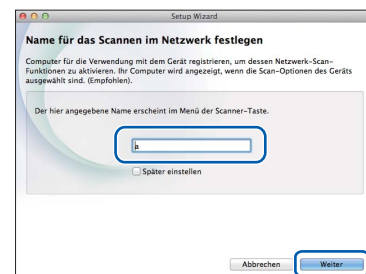 Setup Wizard
Name für das Scannen im Netzwerk festlegen
Computer für die Verwendung mit dem Gerät registrieren, um dessen Netzwerk-Scan-
Funktionen zu aktivieren. Ihr Computer wird angezeigt, wenn die Scan-Optionen des Geräts
ausgewählt sind. (Empfohlen).
Der hier angegebene Name erscheint im Menü der Scanner-Taste.
a
Später einstellen
Abbrechen
Weiter